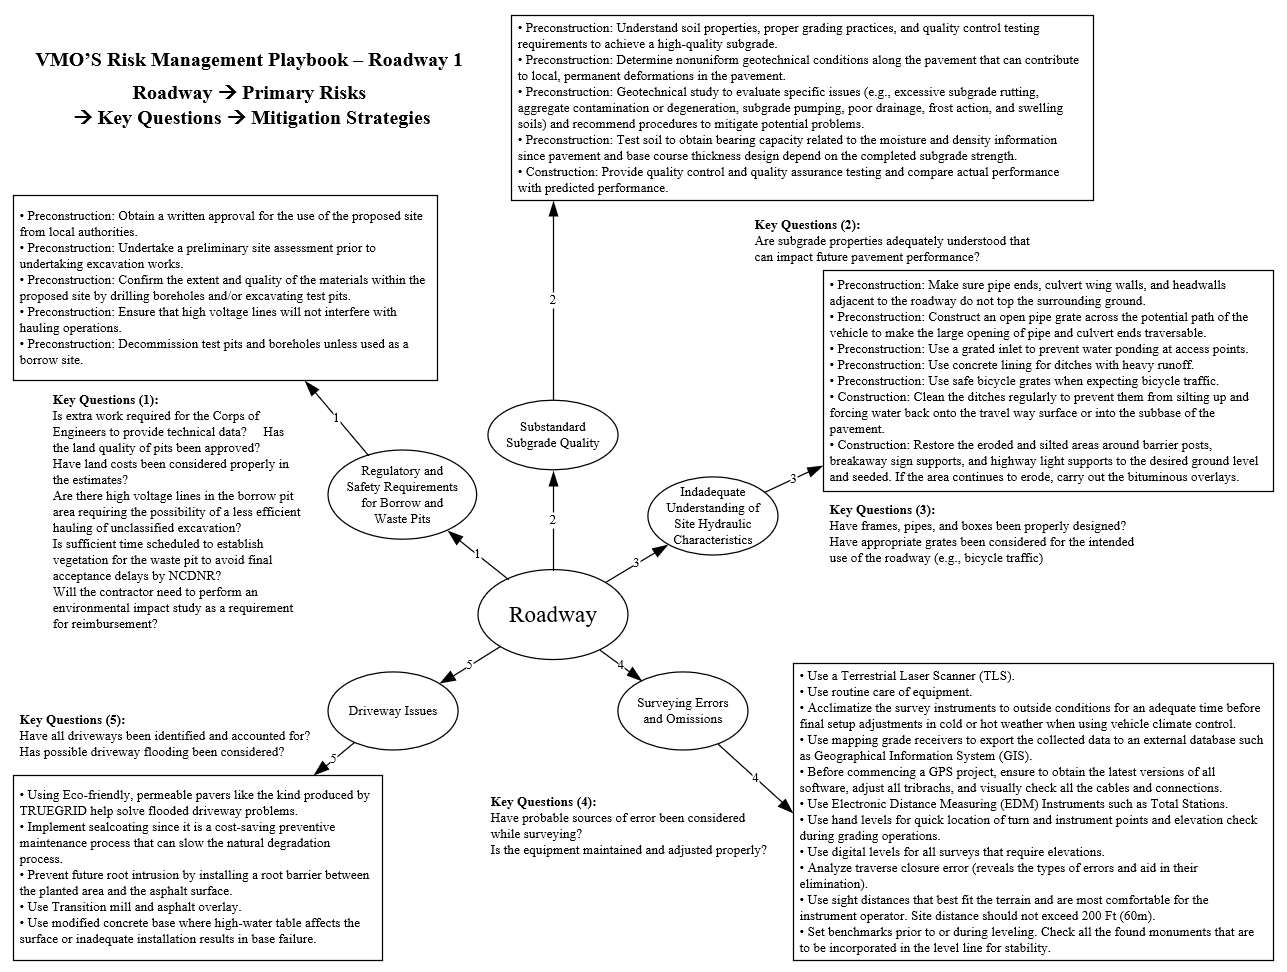 VMO’S Risk Management Playbook – Roadway 1
Roadway → Primary Risks
→ Key Questions → Mitigation Strategies
• Preconstruction: Understand soil properties, proper grading practices, and quality control testing
requirements to achieve a high-quality subgrade.
• Preconstruction: Determine nonuniform geotechnical conditions along the pavement that can contribute
to local, permanent deformations in the pavement.
• Preconstruction: Geotechnical study to evaluate specific issues (e.g., excessive subgrade rutting,
aggregate contamination or degeneration, subgrade pumping, poor drainage, frost action, and swelling
soils) and recommend procedures to mitigate potential problems.
• Preconstruction: Test soil to obtain bearing capacity related to the moisture and density information
since pavement and base course thickness design depend on the completed subgrade strength.
• Construction: Provide quality control and quality assurance testing and compare actual performance
with predicted performance.
• Preconstruction: Obtain a written approval for the use of the proposed site
from local authorities.
• Preconstruction: Undertake a preliminary site assessment prior to
undertaking excavation works.
• Preconstruction: Confirm the extent and quality of the materials within the
proposed site by drilling boreholes and/or excavating test pits.
• Preconstruction: Ensure that high voltage lines will not interfere with
hauling operations.
• Preconstruction: Decommission test pits and boreholes unless used as a
borrow site.
Key Questions (2):
Are subgrade properties adequately understood that
can impact future pavement performance?
• Preconstruction: Make sure pipe ends, culvert wing walls, and headwalls
adjacent to the roadway do not top the surrounding ground.
• Preconstruction: Construct an open pipe grate across the potential path of the
vehicle to make the large opening of pipe and culvert ends traversable.
• Preconstruction: Use a grated inlet to prevent water ponding at access points.
• Preconstruction: Use concrete lining for ditches with heavy runoff.
• Preconstruction: Use safe bicycle grates when expecting bicycle traffic.
• Construction: Clean the ditches regularly to prevent them from silting up and
forcing water back onto the travel way surface or into the subbase of the
pavement.
• Construction: Restore the eroded and silted areas around barrier posts,
breakaway sign supports, and highway light supports to the desired ground level
and seeded. If the area continues to erode, carry out the bituminous overlays.
2
Key Questions (1):
Is extra work required for the Corps of
Engineers to provide technical data? Has
the land quality of pits been approved?
Have land costs been considered properly in
the estimates?
Are there high voltage lines in the borrow pit
area requiring the possibility of a less efficient
hauling of unclassified excavation?
Is sufficient time scheduled to establish
vegetation for the waste pit to avoid final
acceptance delays by NCDNR?
Will the contractor need to perform an
environmental impact study as a requirement
for reimbursement?
1
Substandard
Subgrade Quality
Regulatory and
Safety Requirements
for Borrow and
Waste Pits
Indadequate
Understanding of
Site Hydraulic
Characteristics
3
Key Questions (3):
Have frames, pipes, and boxes been properly designed?
Have appropriate grates been considered for the intended
use of the roadway (e.g., bicycle traffic)
2
1
3
Roadway
5
4
Driveway Issues
Surveying Errors
and Omissions
Key Questions (5):
Have all driveways been identified and accounted for?
Has possible driveway flooding been considered?
5
4
• Using Eco-friendly, permeable pavers like the kind produced by
TRUEGRID help solve flooded driveway problems.
• Implement sealcoating since it is a cost-saving preventive
maintenance process that can slow the natural degradation
process.
• Prevent future root intrusion by installing a root barrier between
the planted area and the asphalt surface.
• Use Transition mill and asphalt overlay.
• Use modified concrete base where high-water table affects the
surface or inadequate installation results in base failure.
Key Questions (4):
Have probable sources of error been considered
while surveying?
Is the equipment maintained and adjusted properly?
• Use a Terrestrial Laser Scanner (TLS).
• Use routine care of equipment.
• Acclimatize the survey instruments to outside conditions for an adequate time before
final setup adjustments in cold or hot weather when using vehicle climate control.
• Use mapping grade receivers to export the collected data to an external database such
as Geographical Information System (GIS).
• Before commencing a GPS project, ensure to obtain the latest versions of all
software, adjust all tribrachs, and visually check all the cables and connections.
• Use Electronic Distance Measuring (EDM) Instruments such as Total Stations.
• Use hand levels for quick location of turn and instrument points and elevation check
during grading operations.
• Use digital levels for all surveys that require elevations.
• Analyze traverse closure error (reveals the types of errors and aid in their
elimination).
• Use sight distances that best fit the terrain and are most comfortable for the
instrument operator. Site distance should not exceed 200 Ft (60m).
• Set benchmarks prior to or during leveling. Check all the found monuments that are
to be incorporated in the level line for stability.